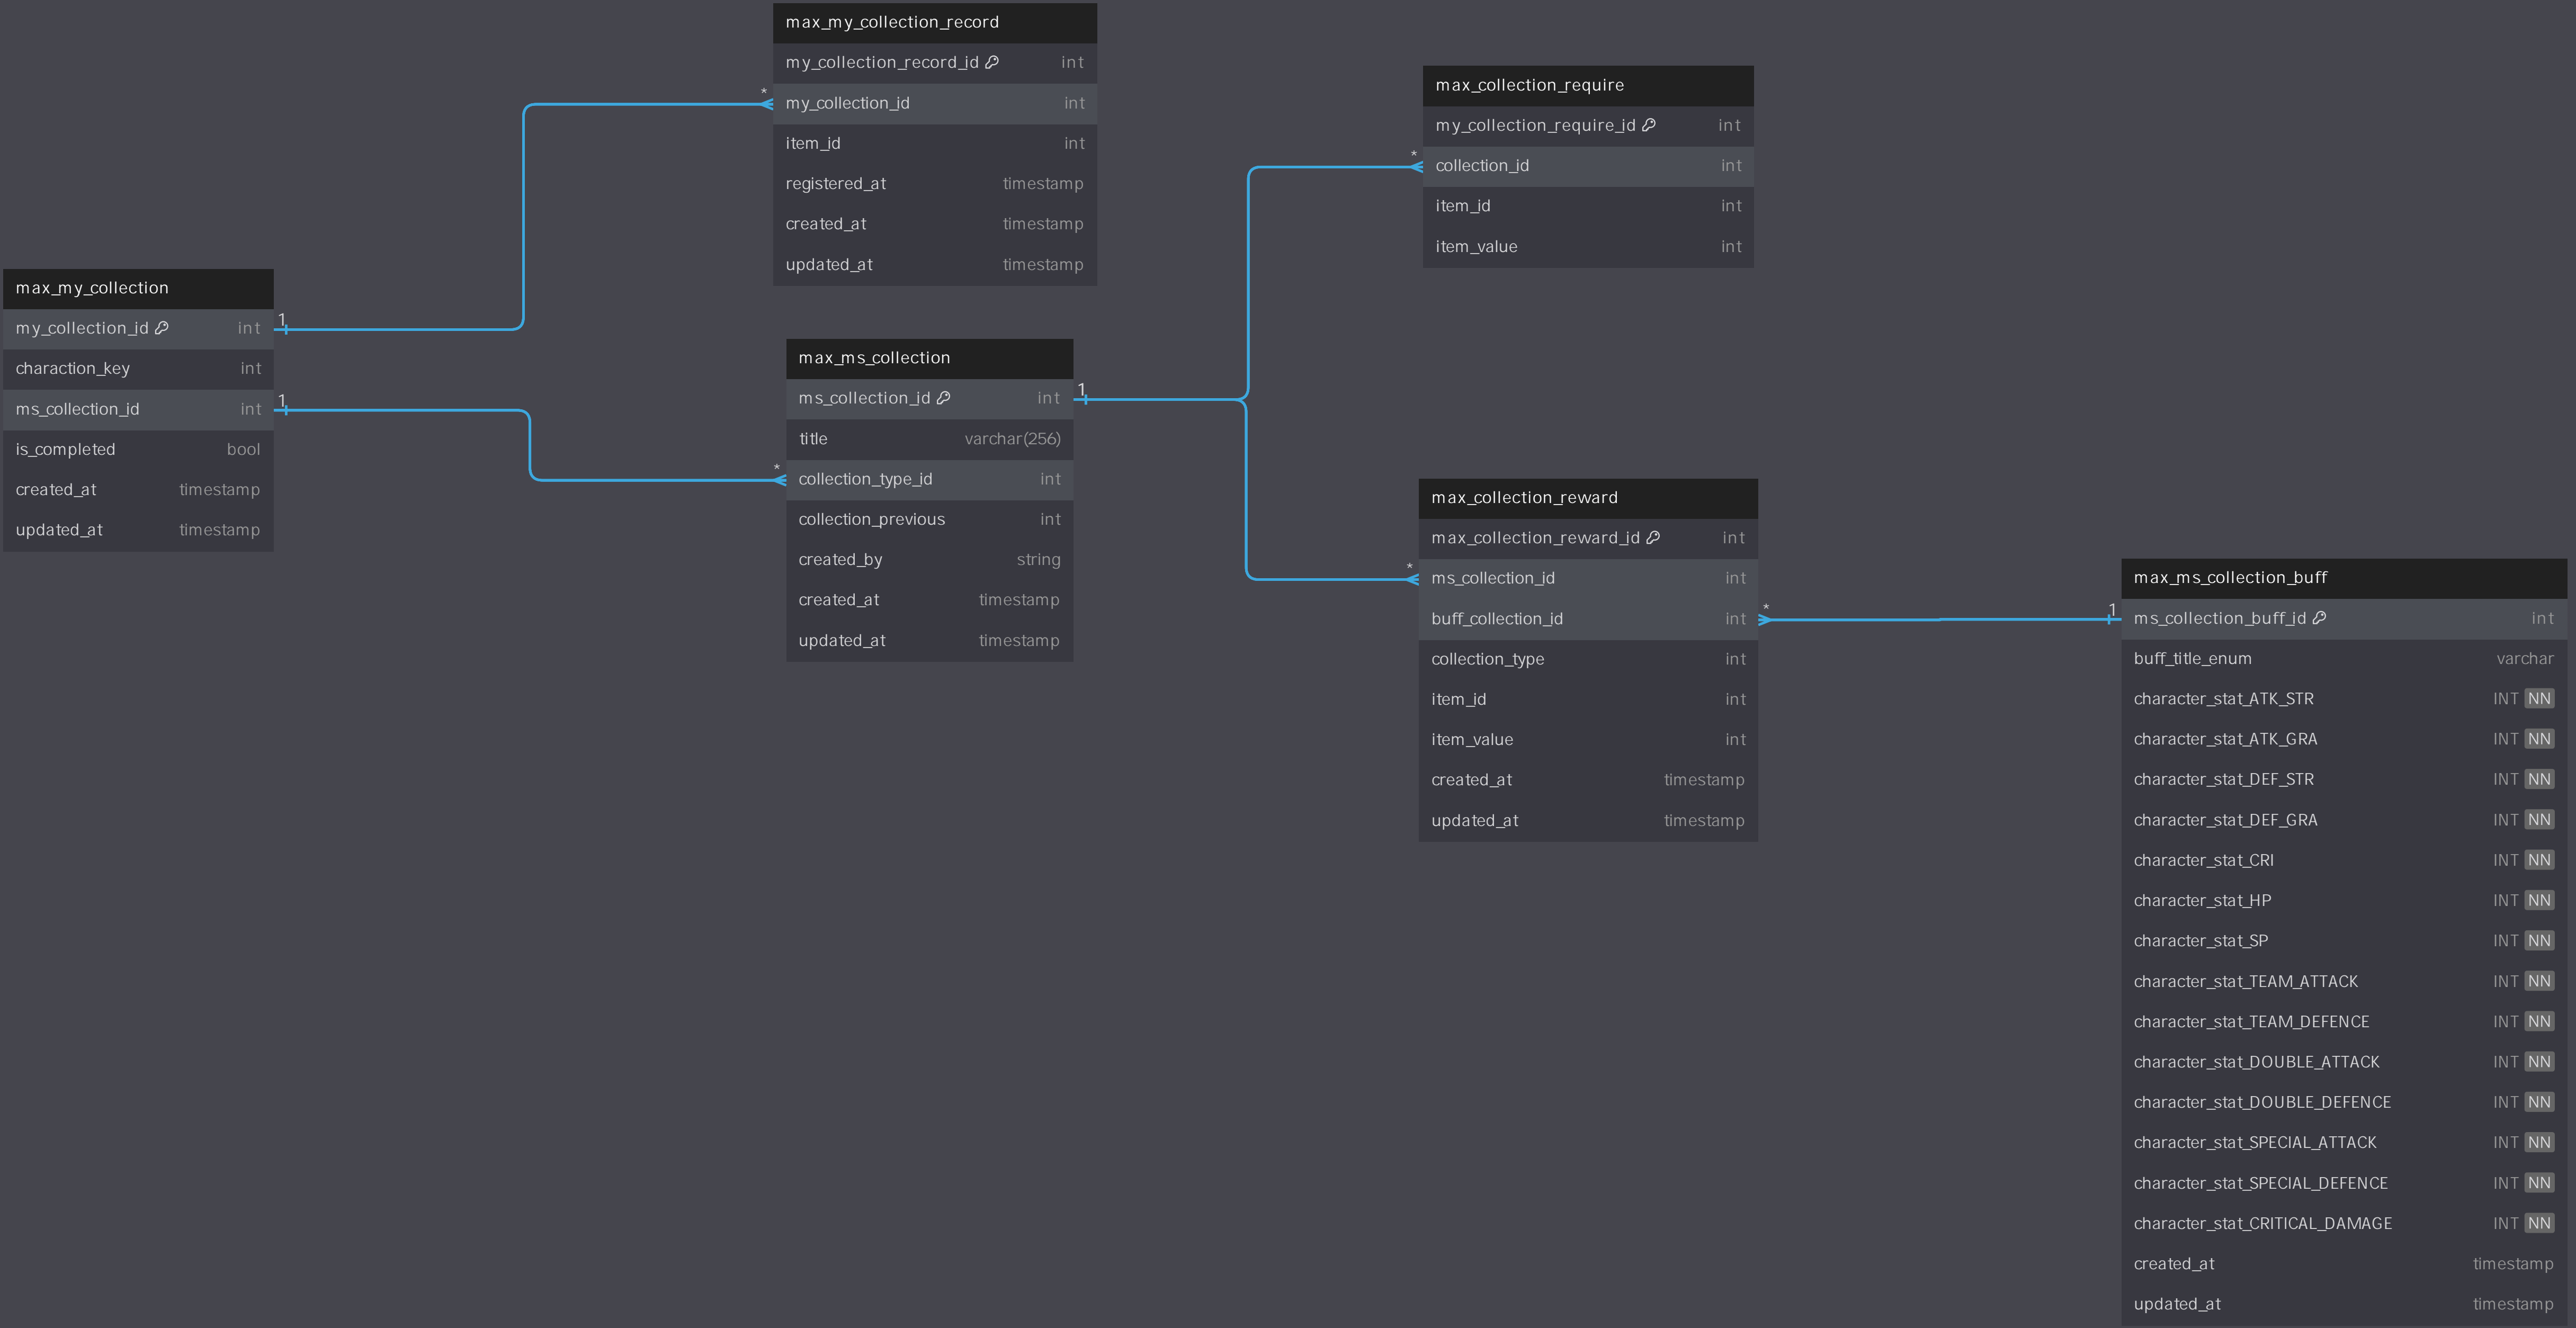 max_my_collection_record
my_collection_record_id int
my_collection_id int
item_id int
registered_at timestamp
created_at timestamp
updated_at timestamp
*
max_collection_require
my_collection_require_id int
collection_id int
item_id int
item_value int
*
max_my_collection
my_collection_id int
charaction_key int
ms_collection_id int
is_completed bool
created_at timestamp
updated_at timestamp
1
1
max_ms_collection
ms_collection_id int
title varchar(256)
collection_type_id int
collection_previous int
created_by string
created_at timestamp
updated_at timestamp
1
*
max_collection_reward
max_collection_reward_id int
ms_collection_id int
buff_collection_id int
collection_type int
item_id int
item_value int
created_at timestamp
updated_at timestamp
*
*
1
max_ms_collection_buff
ms_collection_buff_id int
buff_title_enum varchar
character_stat_ATK_STR INT NN
character_stat_ATK_GRA INT NN
character_stat_DEF_STR INT NN
character_stat_DEF_GRA INT NN
character_stat_CRI INT NN
character_stat_HP INT NN
character_stat_SP INT NN
character_stat_TEAM_ATTACK INT NN
character_stat_TEAM_DEFENCE INT NN
character_stat_DOUBLE_ATTACK INT NN
character_stat_DOUBLE_DEFENCE INT NN
character_stat_SPECIAL_ATTACK INT NN
character_stat_SPECIAL_DEFENCE INT NN
character_stat_CRITICAL_DAMAGE INT NN
created_at timestamp
updated_at timestamp